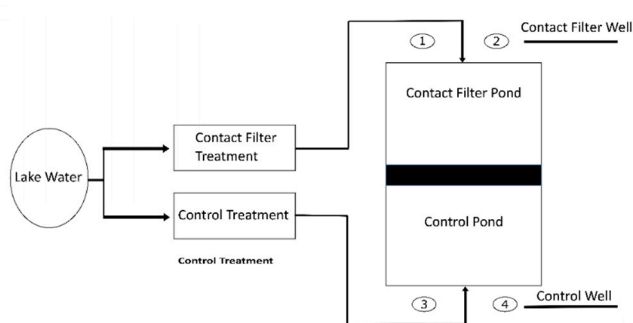 Contact Filter Well
1
2
Contact Filter Pond
Contact Filter
Treatment
Lake Water
Control Treatment
Control Pond
Control Treatment
Control Well
3
4